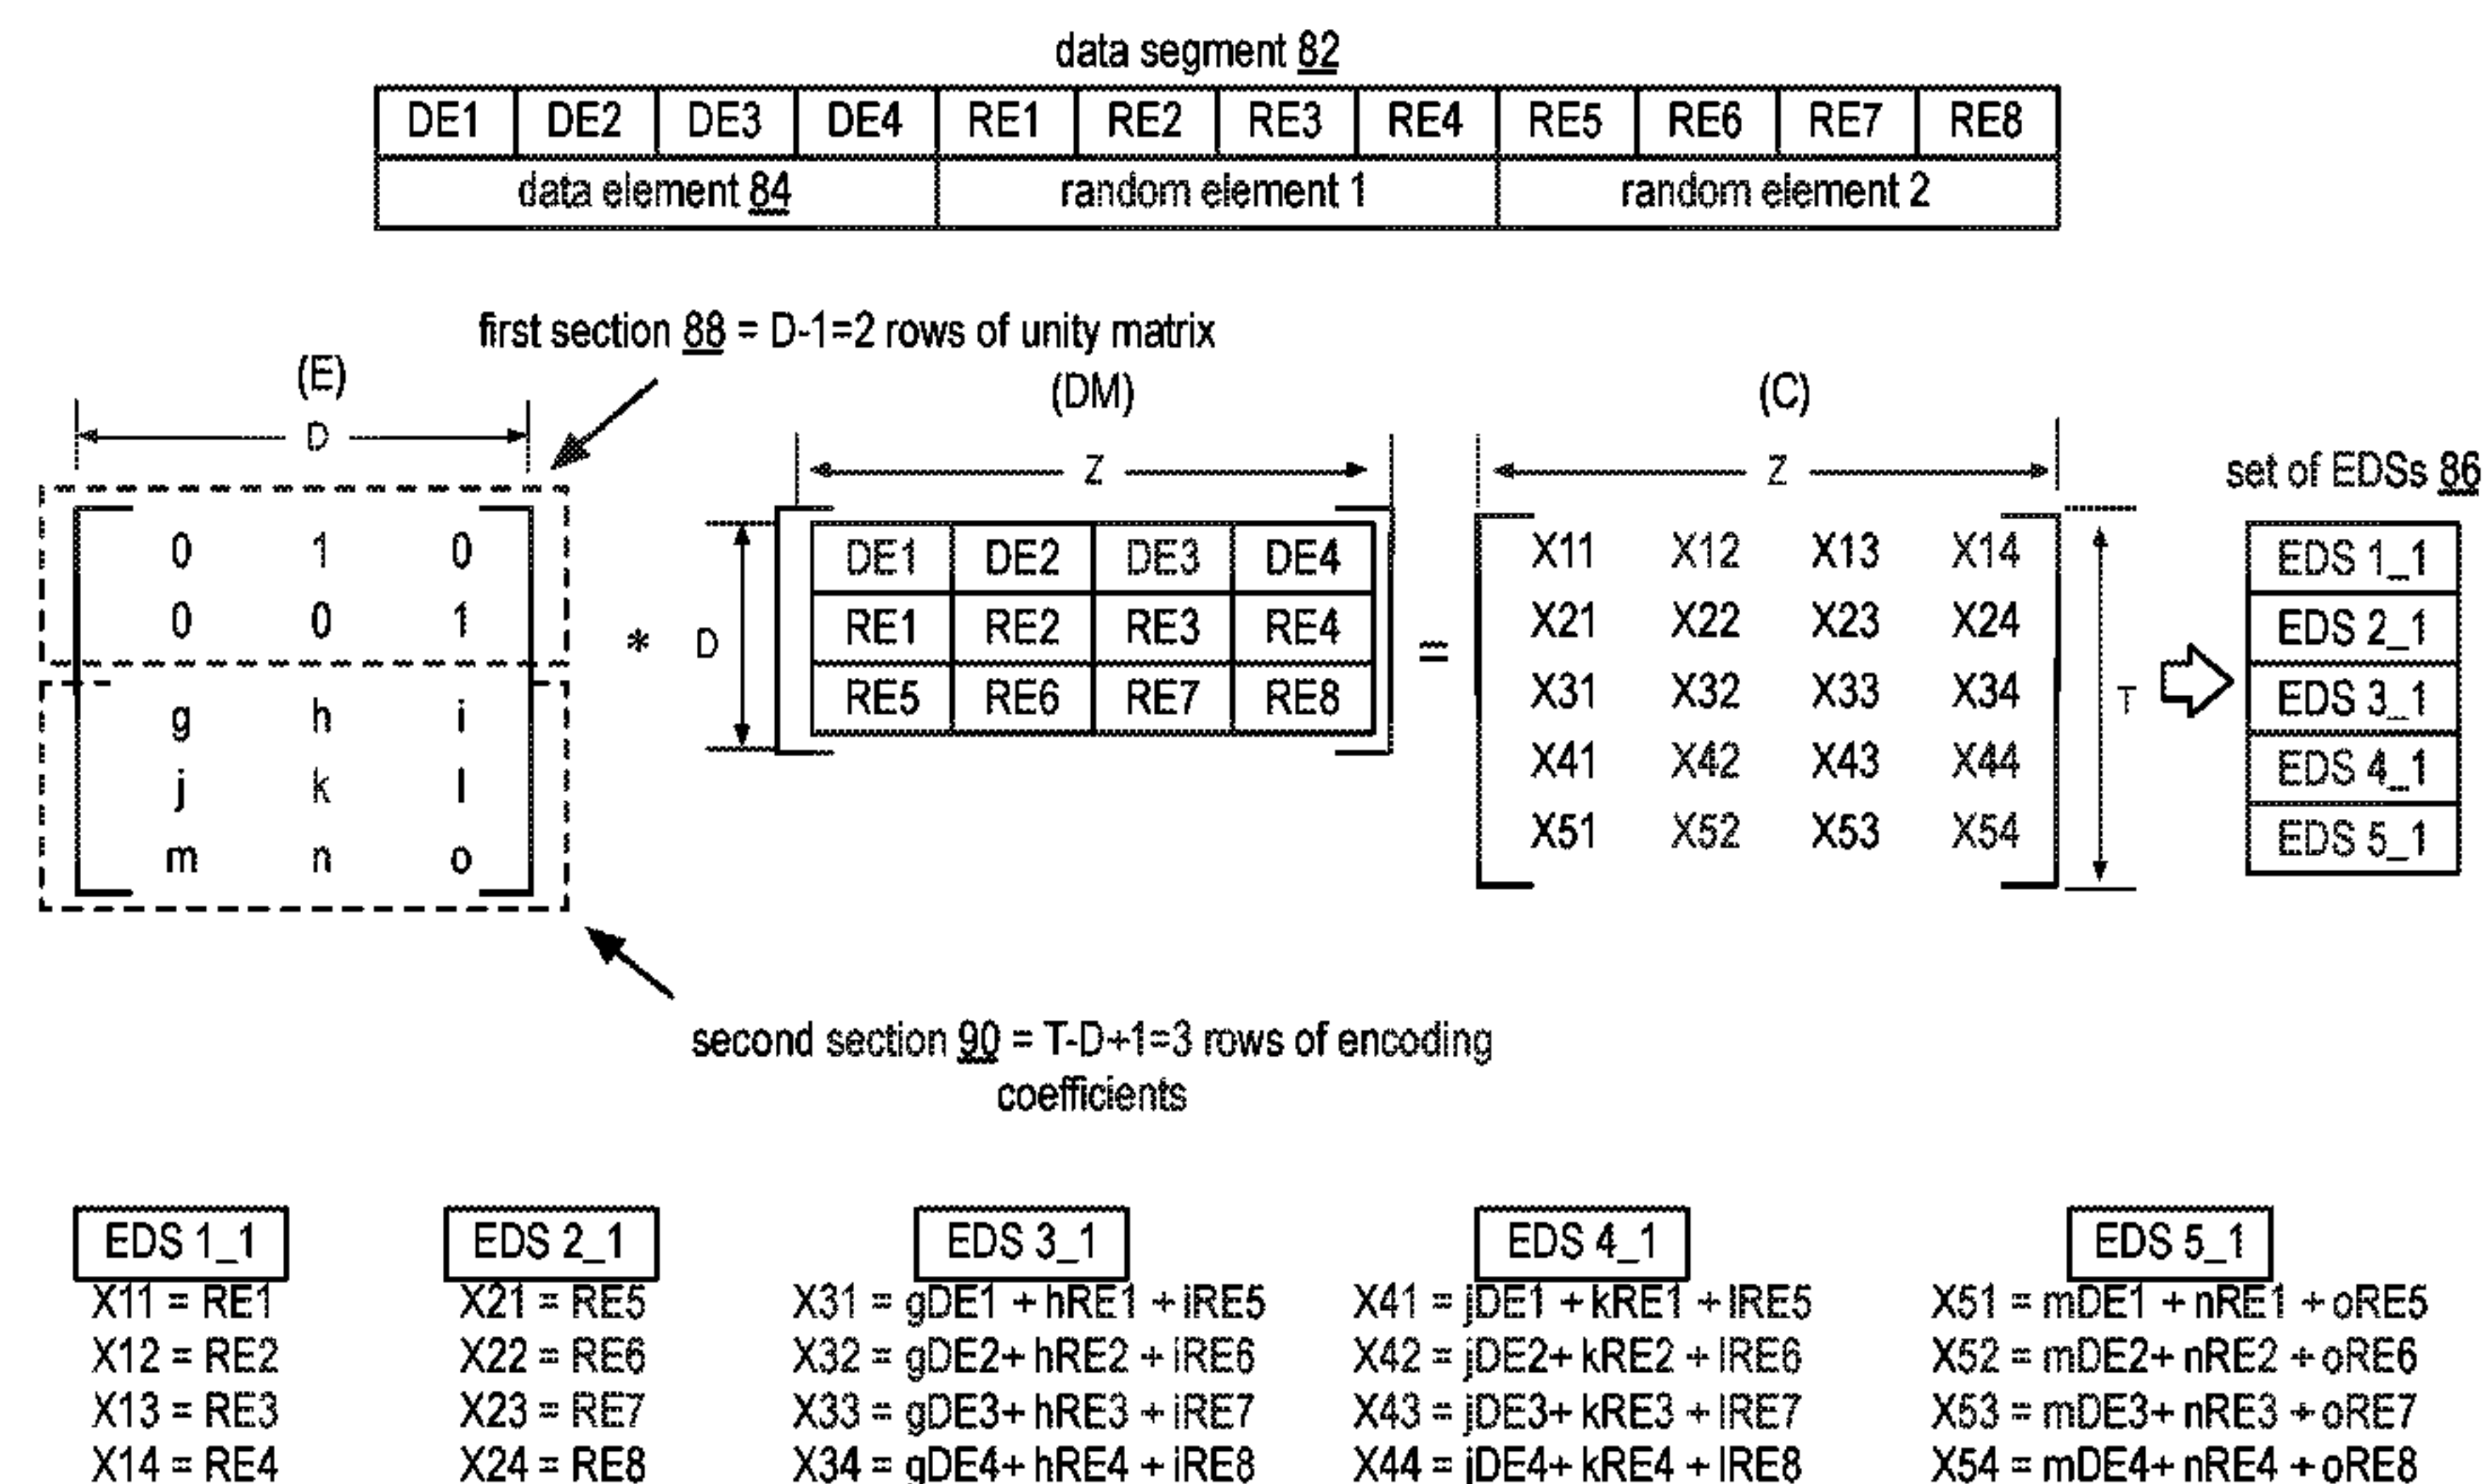 data segment 82
DE1 DE2 DE3 DE4 RE1 RE2 RE3 RE4 RE5 RE6 RE7 RE8
data element 84 random element 1 random element 2
first section 88 = D-1=2 rows of unity matrix
(E) (DM) (C)
D Z Z set of EDSs 86
0 1 0 DE1 DE2 DE3 DE4 X11 X12 X13 X14 EDS 1_1
0 0 1 * D RE1 RE2 RE3 RE4 = X21 X22 X23 X24 EDS 2_1
g h i RE5 RE6 RE7 RE8 X31 X32 X33 X34 T EDS 3_1
j k l X41 X42 X43 X44 EDS 4_1
m n o X51 X52 X53 X54 EDS 5_1
second section 90 = T-D+1=3 rows of encoding
coefficients
EDS 1_1 EDS 2_1 EDS 3_1 EDS 4_1 EDS 5_1
X11 = RE1 X21 = RE5 X31 = gDE1 + hRE1 + iRE5 X41 = jDE1 + kRE1 + lRE5 X51 = mDE1 + nRE1 + oRE5
X12 = RE2 X22 = RE6 X32 = gDE2+ hRE2 + iRE6 X42 = jDE2+ kRE2 + lRE6 X52 = mDE2+ nRE2 + oRE6
X13 = RE3 X23 = RE7 X33 = gDE3+ hRE3 + iRE7 X43 = jDE3+ kRE3 + lRE7 X53 = mDE3+ nRE3 + oRE7
X14 = RE4 X24 = RE8 X34 = gDE4+ hRE4 + iRE8 X44 = jDE4+ kRE4 + lRE8 X54 = mDE4+ nRE4 + oRE8